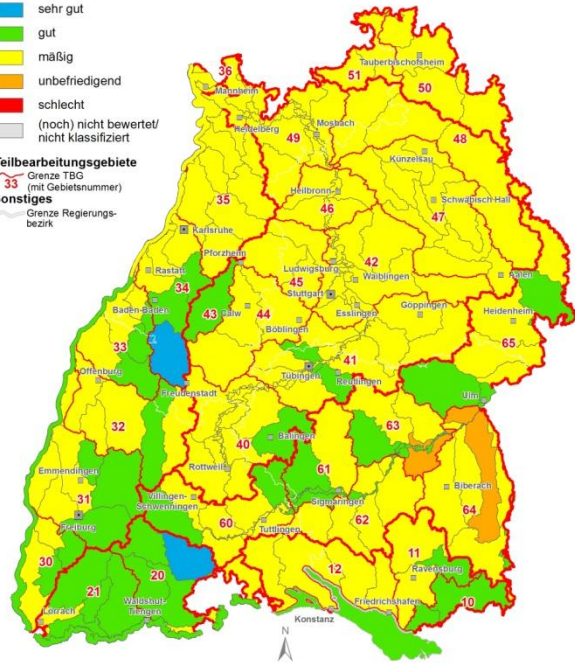 sehr gut
gut
mäßig
unbefriedigend
schlecht
(noch) nicht bewertet/
nicht klassifiziert
Teilbearbeitungsgebiete
33 Grenze TBG
(mit Gebietsnummer)
Sonstiges
Grenze Regierungs-
bezirk
36
Mannheim
51
Tauberbischofsheim
50
Heidelberg
49
Mosbach
48
Künzelsau
35
Heilbronn
46
47
Schwäbisch Hall
Karlsruhe
Pforzheim
42
Ludwigsburg
45
Waiblingen
Rastatt
34
Stuttgart
Aalen
Baden-Baden
43
Calw
44
Esslingen
Göppingen
Heidenheim
Böblingen
65
33
41
Offenburg
Tübingen
Reutlingen
Freudenstadt
Ulm
32
63
40
Balingen
Emmendingen
Rottweil
61
31
Villingen-
Schwenningen
Sigmaringen
Biberach
64
Freiburg
60
62
Tuttlingen
30
11
20
12
21
Ravensburg
10
Lörrach
Waldshut-
Tiengen
Friedrichshafen
Konstanz
N